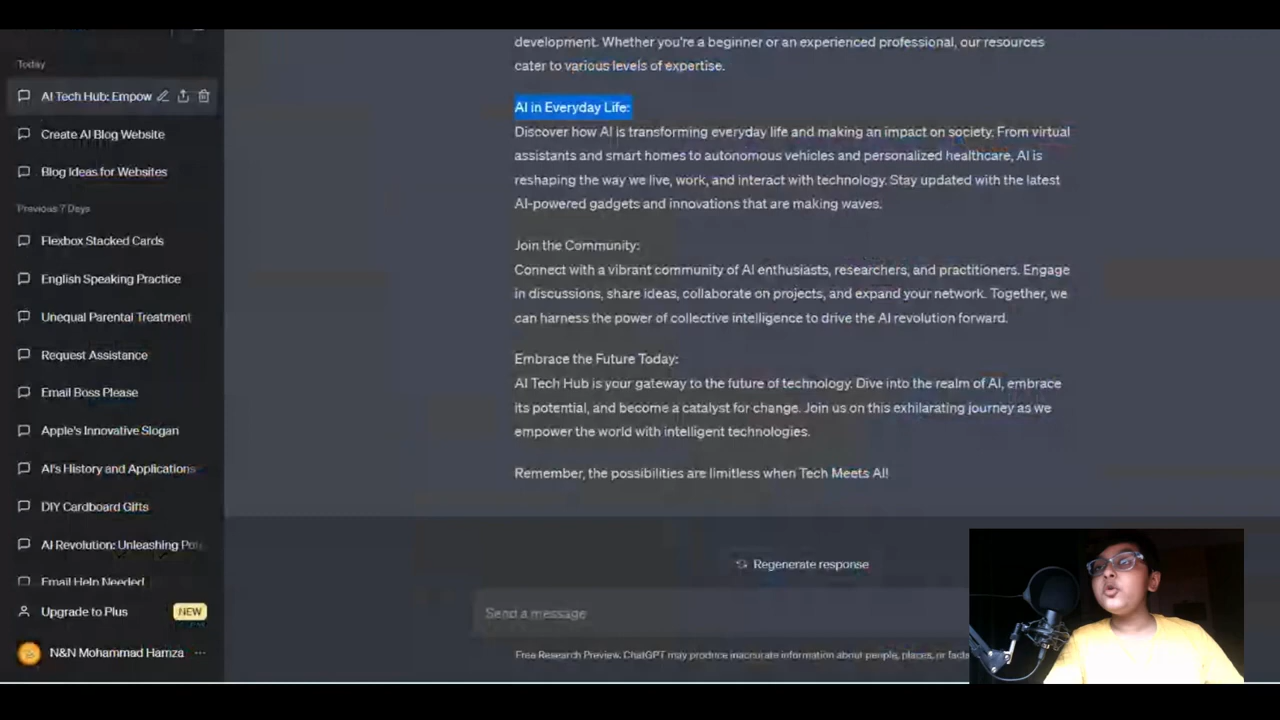 Today
AI Tech Hub: Empow
Create AI Blog Website
Blog Ideas for Websites
Previous 7 Days
Flexbox Stacked Cards
English Speaking Practice
Unequal Parental Treatment
Request Assistance
Email Boss Please
Apple's Innovative Slogan
AI's History and Applications
DIY Cardboard Gifts
AI Revolution: Unleashing Po
Email Help Needed
Upgrade to Plus NEW
N&N Mohammad Hamza
development. Whether you're a beginner or an experienced professional, our resources
cater to various levels of expertise.
AI in Everyday Life:
Discover how AI is transforming everyday life and making an impact on society. From virtual
assistants and smart homes to autonomous vehicles and personalized healthcare, AI is
reshaping the way we live, work, and interact with technology. Stay updated with the latest
AI-powered gadgets and innovations that are making waves.
Join the Community:
Connect with a vibrant community of AI enthusiasts, researchers, and practitioners. Engage
in discussions, share ideas, collaborate on projects, and expand your network. Together, we
can harness the power of collective intelligence to drive the AI revolution forward.
Embrace the Future Today:
AI Tech Hub is your gateway to the future of technology. Dive into the realm of AI, embrace
its potential, and become a catalyst for change. Join us on this exhilarating journey as we
empower the world with intelligent technologies.
Remember, the possibilities are limitless when Tech Meets AI!
Regenerate response
Send a message
Free Research Preview. ChatGPT may produce inaccurate information about people, places, or facts